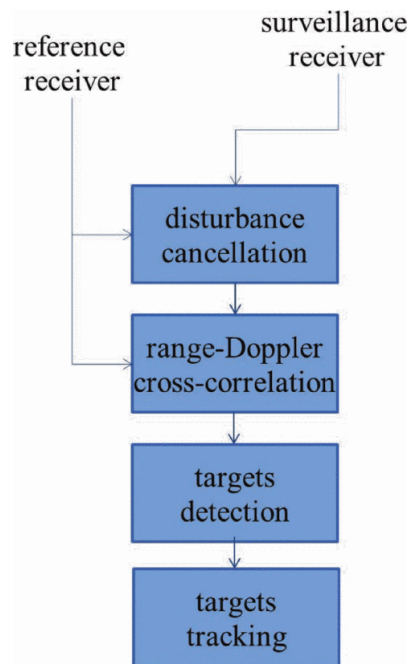 reference
receiver
surveillance
receiver
disturbance
cancellation
range-Doppler
cross-correlation
targets
detection
targets
tracking